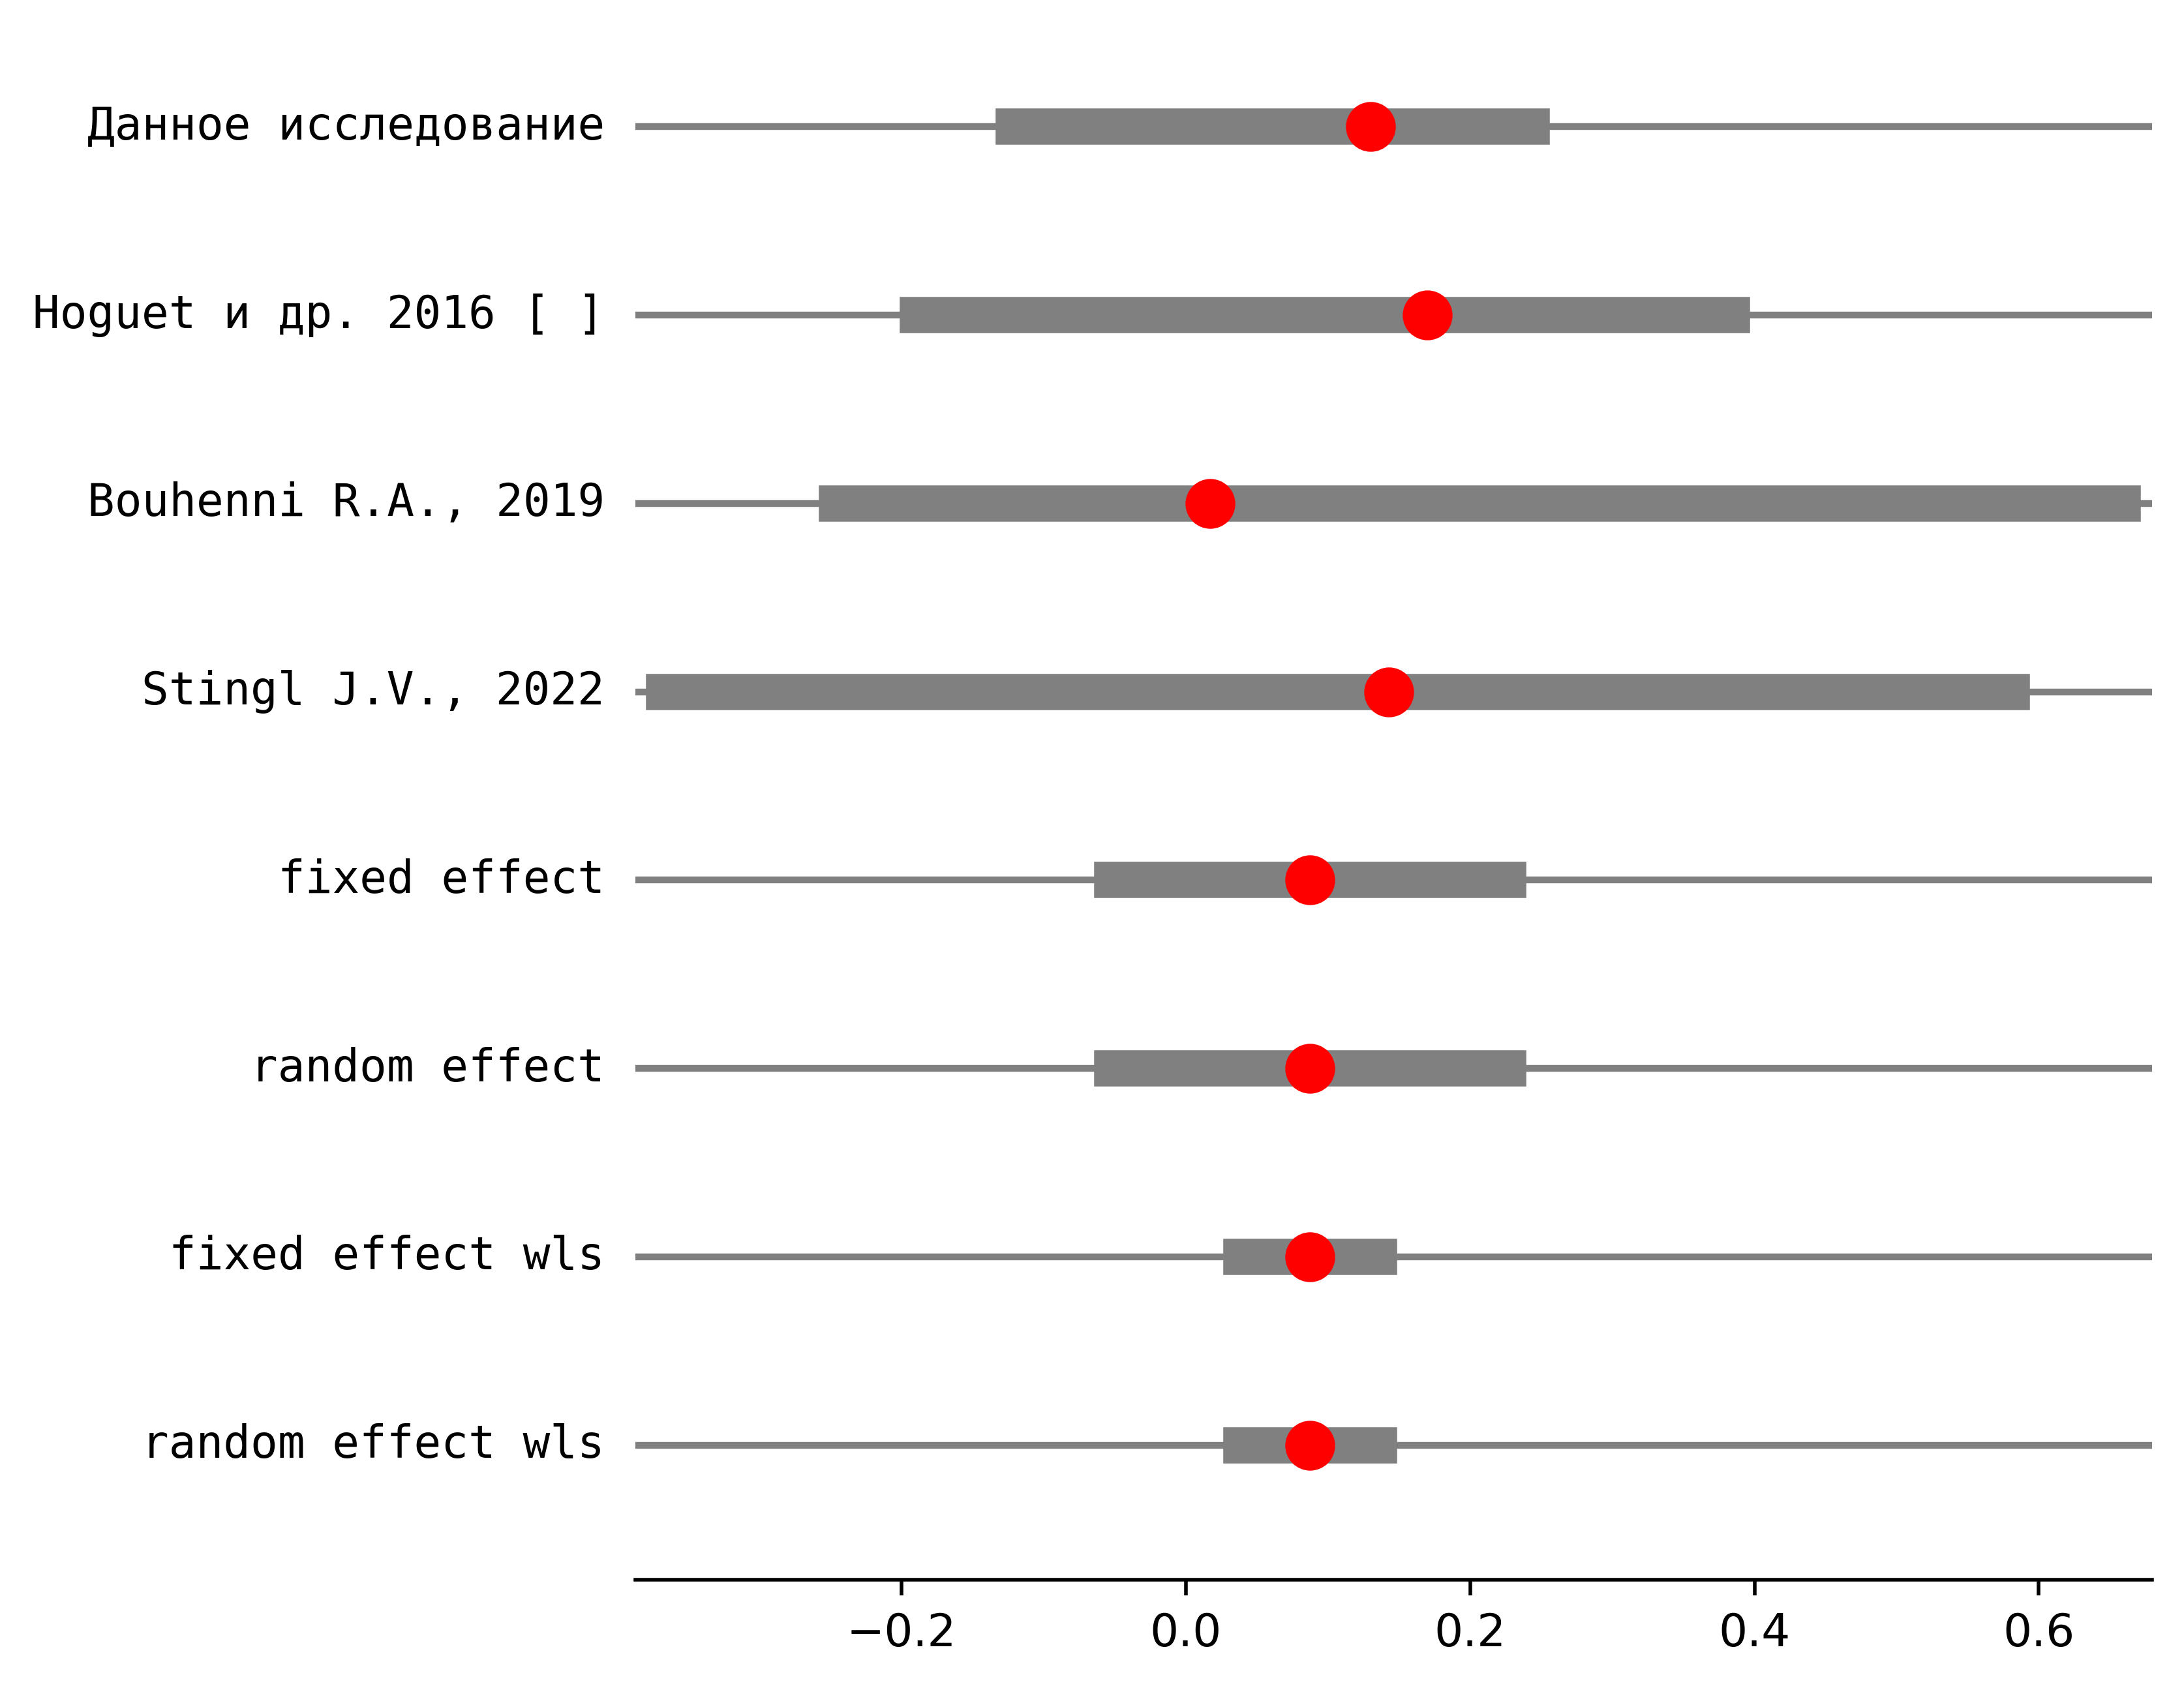 Данное исследование
Hoguet и др. 2016 [ ]
Bouhenni R.A., 2019
Stingl J.V., 2022
fixed effect
random effect
fixed effect wls
random effect wls
−0.2 0.0 0.2 0.4 0.6